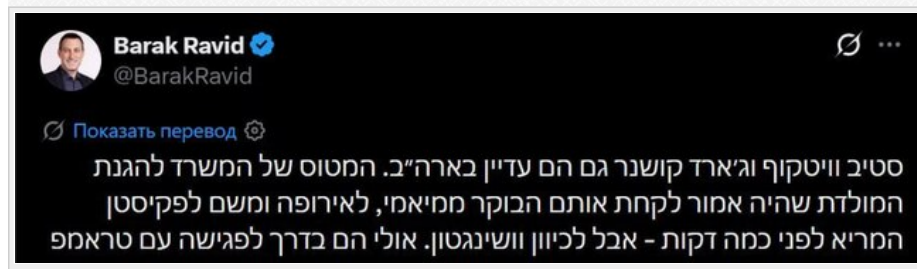 Barak Ravid
@BarakRavid
Показать перевод
סטיב וויטקוף וג׳ארד קושנר גם הם עדיין בארה״ב. המטוס של המשרד להגנת
המולדת שהיה אמור לקחת אותם הבוקר ממיאמי, לאירופה ומשם לפקיסטן
המריא לפני כמה דקות - אבל לכיוון וושינגטון. אולי הם בדרך לפגישה עם טראמפ